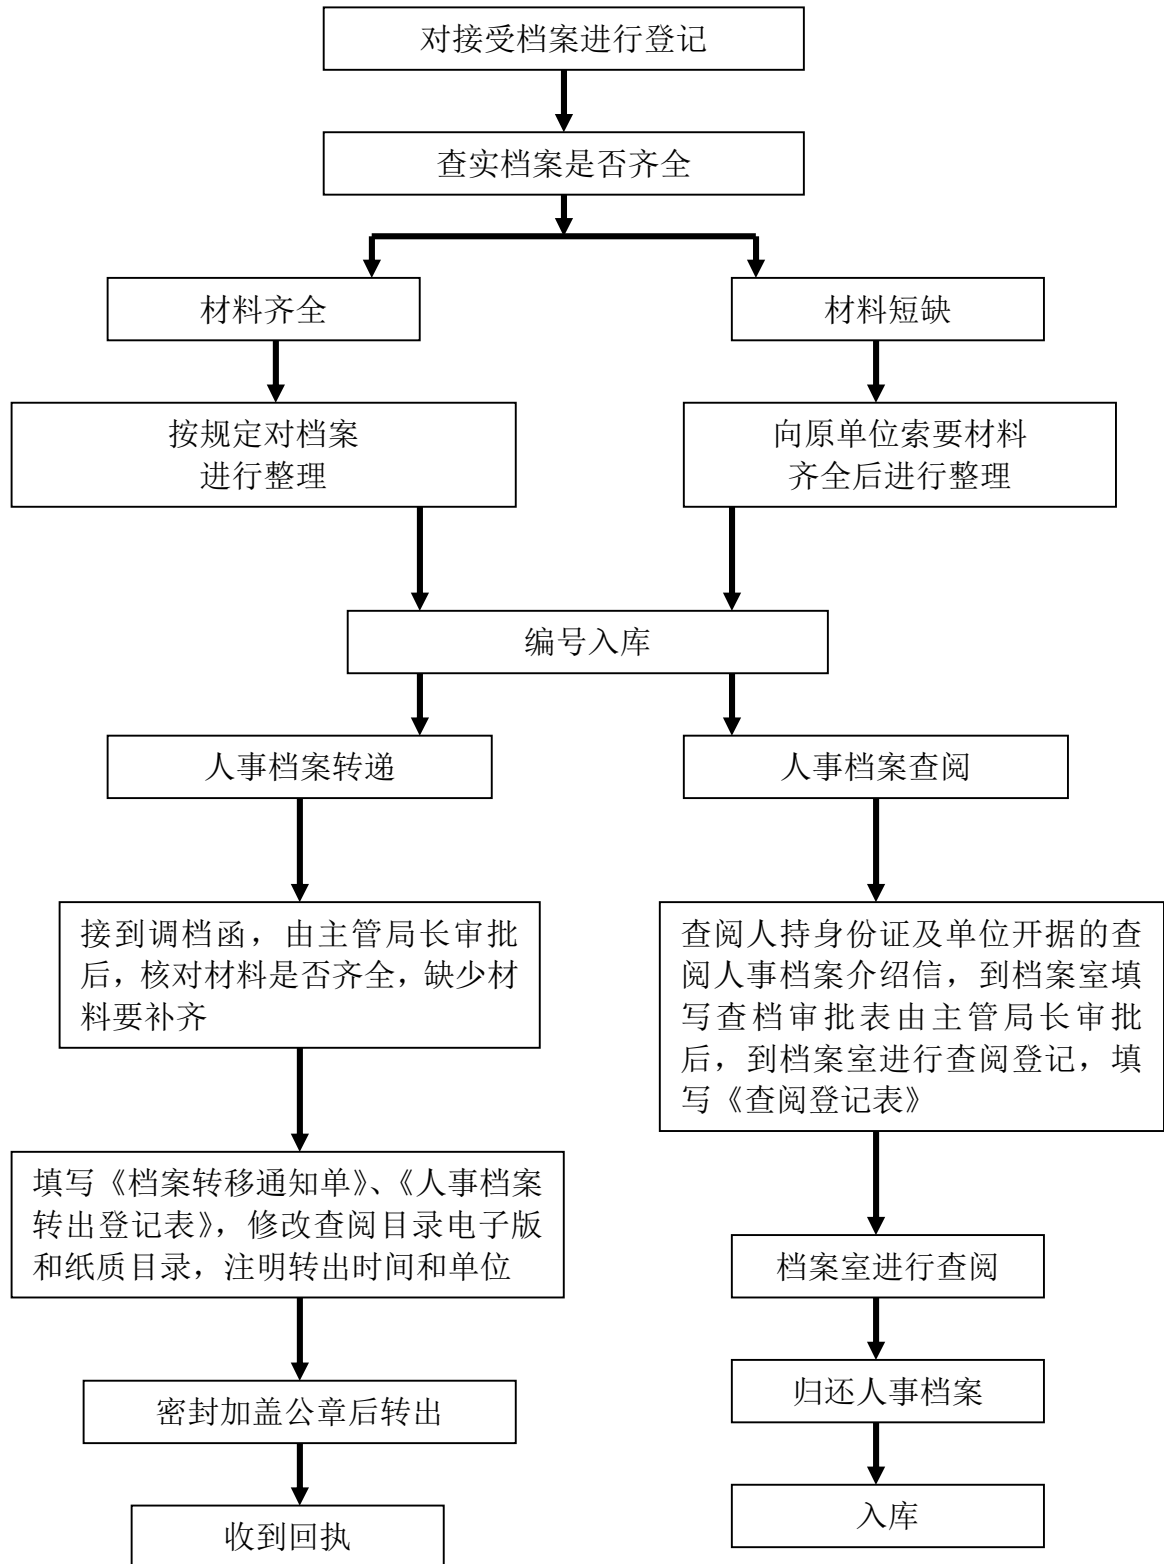 对接受档案进行登记
查实档案是否齐全
材料齐全
材料短缺
按规定对档案
进行整理
向原单位索要材料
齐全后进行整理
编号入库
人事档案转递
人事档案查阅
接到调档函，由主管局长审批
后，核对材料是否齐全，缺少材
料要补齐
查阅人持身份证及单位开据的查
阅人事档案介绍信，到档案室填
写查档审批表由主管局长审批
后，到档案室进行查阅登记，填
写《查阅登记表》
填写《档案转移通知单》、《人事档案
转出登记表》，修改查阅目录电子版
和纸质目录，注明转出时间和单位
档案室进行查阅
归还人事档案
密封加盖公章后转出
入库
收到回执